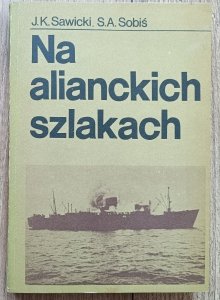 J.K. Sawicki, S.A. Sobiś
Na
alianckich
szlakach